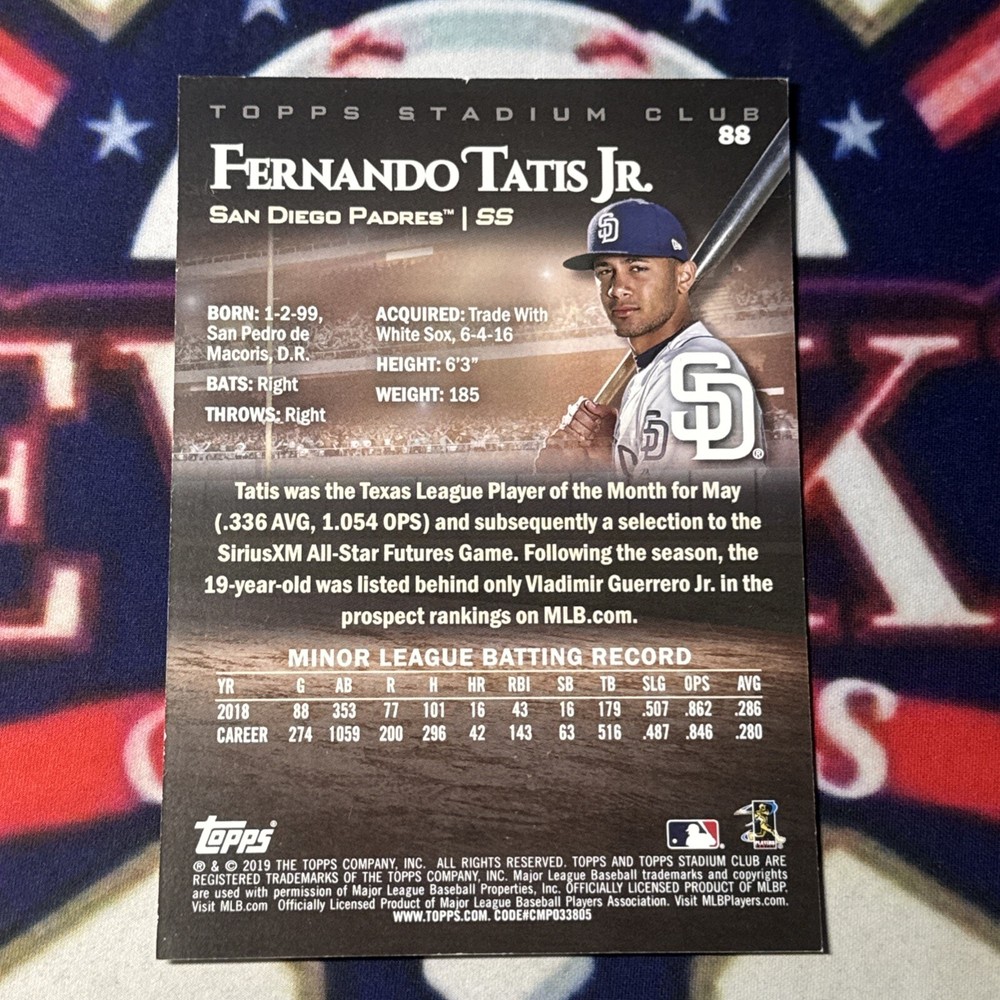 TOPPS STADIUM CLUB
88
FERNANDO TATIS JR.
SAN DIEGO PADRES™ | SS
BORN: 1-2-99,
San Pedro de
Macoris, D.R.
BATS: Right
THROWS: Right
ACQUIRED: Trade With
White Sox, 6-4-16
HEIGHT: 6'3"
WEIGHT: 185
SD
SD
SD®
Tatis was the Texas League Player of the Month for May
(.336 AVG, 1.054 OPS) and subsequently a selection to the
SiriusXM All-Star Futures Game. Following the season, the
19-year-old was listed behind only Vladimir Guerrero Jr. in the
prospect rankings on MLB.com.
MINOR LEAGUE BATTING RECORD
YR G AB R H HR RBI SB TB SLG OPS AVG
2018 88 353 77 101 16 43 16 179 .507 .862 .286
CAREER 274 1059 200 296 42 143 63 516 .487 .846 .280
TOPPS®
PLAYERS
® & © 2019 THE TOPPS COMPANY, INC. ALL RIGHTS RESERVED. TOPPS AND TOPPS STADIUM CLUB ARE
REGISTERED TRADEMARKS OF THE TOPPS COMPANY, INC. Major League Baseball trademarks and copyrights
are used with permission of Major League Baseball Properties, Inc. OFFICIALLY LICENSED PRODUCT OF MLBP.
Visit MLB.com Officially Licensed Product of Major League Baseball Players Association. Visit MLBPlayers.com.
WWW.TOPPS.COM. CODE#CMP033805